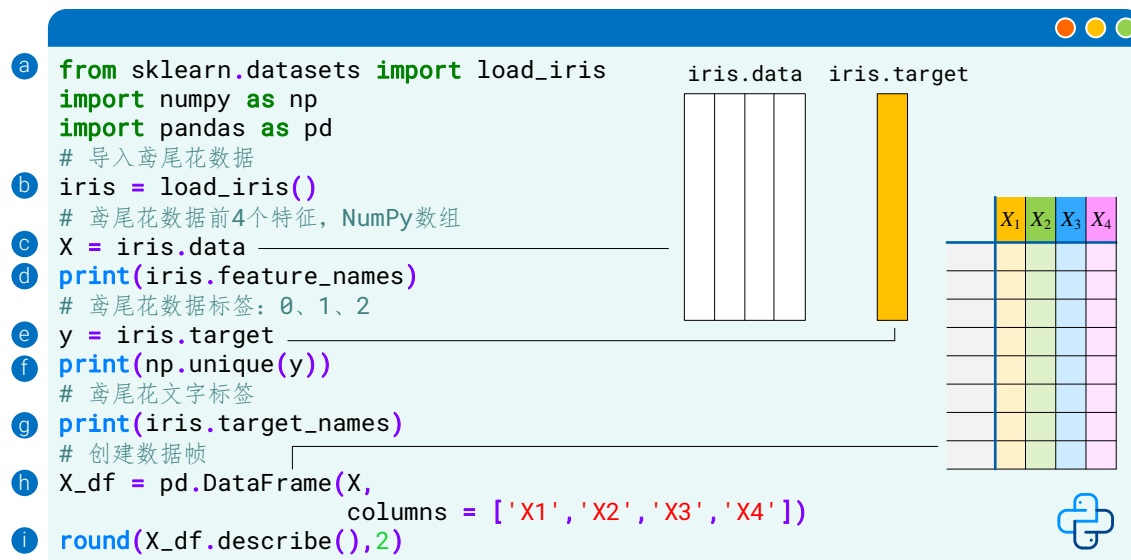 a from sklearn.datasets import load_iris
iris.data iris.target
import numpy as np
import pandas as pd
# 导入鸢尾花数据
b iris = load_iris()
# 鸢尾花数据前4个特征，NumPy数组
X1 X2 X3 X4
c X = iris.data
d print(iris.feature_names)
# 鸢尾花数据标签：0、1、2
e y = iris.target
f print(np.unique(y))
# 鸢尾花文字标签
g print(iris.target_names)
# 创建数据帧
h X_df = pd.DataFrame(X,
columns = ['X1','X2','X3','X4'])
i round(X_df.describe(),2)